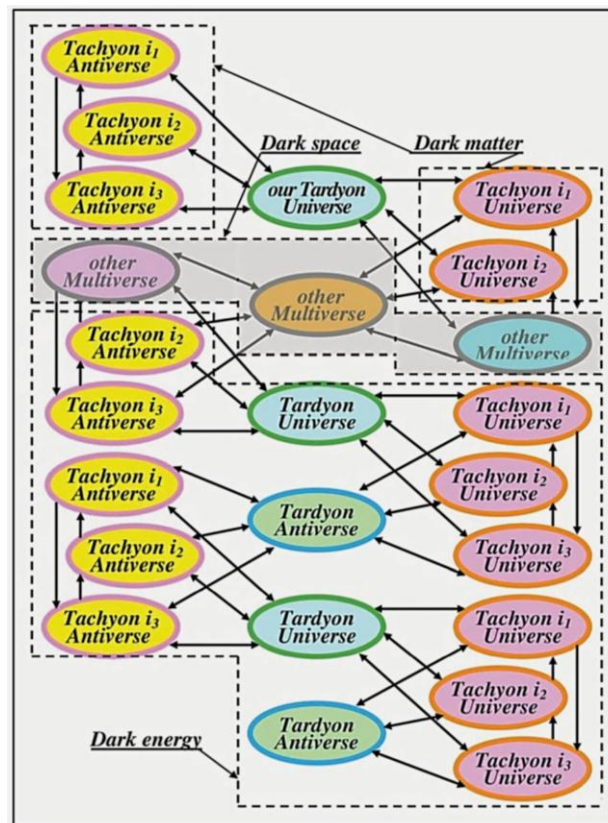 Tachyon i1
Antiverse
Tachyon i2
Antiverse
Dark space
Dark matter
Tachyon i3
Antiverse
our Tardyon
Universe
Tachyon i1
Universe
other
Multiverse
Tachyon i2
Universe
other
Multiverse
Tachyon i2
Antiverse
other
Multiverse
Tachyon i3
Antiverse
Tardyon
Universe
Tachyon i1
Universe
Tachyon i1
Antiverse
Tachyon i2
Universe
Tardyon
Antiverse
Tachyon i2
Antiverse
Tachyon i3
Universe
Tachyon i3
Antiverse
Tardyon
Universe
Tachyon i1
Universe
Tachyon i2
Universe
Tardyon
Antiverse
Dark energy
Tachyon i3
Universe